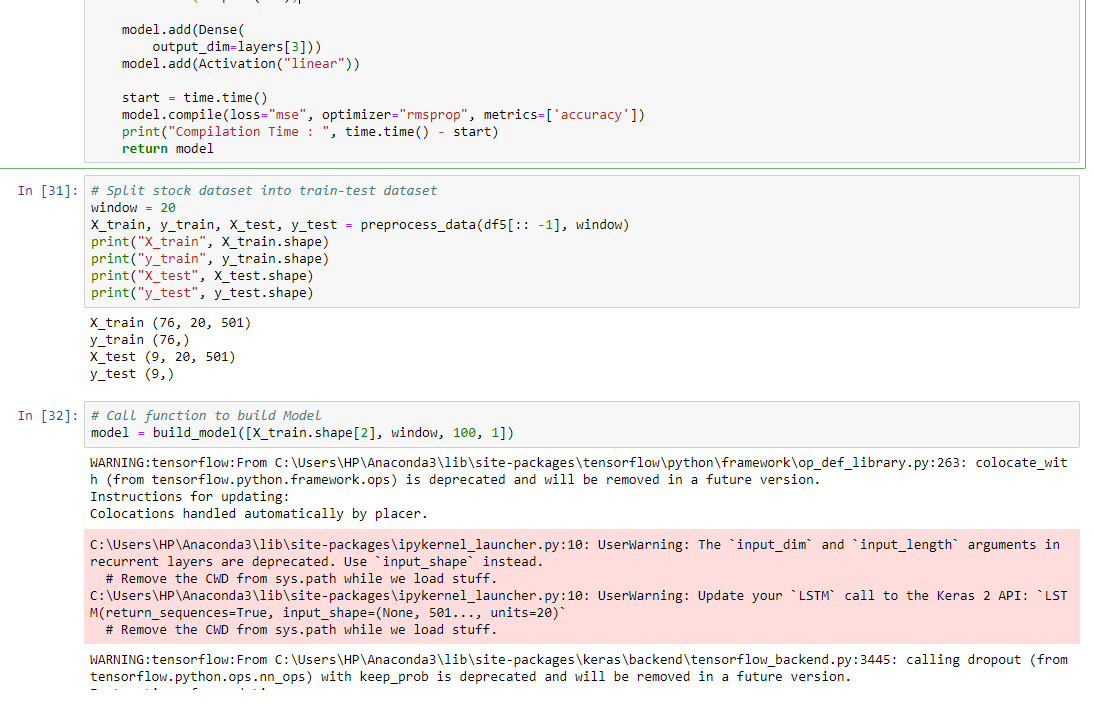 model.add(Dense(
output_dim=layers[3]))
model.add(Activation("linear"))
start = time.time()
model.compile(loss="mse", optimizer="rmsprop", metrics=['accuracy'])
print("Compilation Time : ", time.time() - start)
return model
In [31]: # Split stock dataset into train-test dataset
window = 20
X_train, y_train, X_test, y_test = preprocess_data(df5[:: -1], window)
print("X_train", X_train.shape)
print("y_train", y_train.shape)
print("X_test", X_test.shape)
print("y_test", y_test.shape)
X_train (76, 20, 501)
y_train (76,)
X_test (9, 20, 501)
y_test (9,)
In [32]: # Call function to build Model
model = build_model([X_train.shape[2], window, 100, 1])
WARNING:tensorflow:From C:\Users\HP\Anaconda3\lib\site-packages\tensorflow\python\framework\op_def_library.py:263: colocate_wit
h (from tensorflow.python.framework.ops) is deprecated and will be removed in a future version.
Instructions for updating:
Colocations handled automatically by placer.
C:\Users\HP\Anaconda3\lib\site-packages\ipykernel_launcher.py:10: UserWarning: The `input_dim` and `input_length` arguments in
recurrent layers are deprecated. Use `input_shape` instead.
# Remove the CWD from sys.path while we load stuff.
C:\Users\HP\Anaconda3\lib\site-packages\ipykernel_launcher.py:10: UserWarning: Update your `LSTM` call to the Keras 2 API: `LST
M(return_sequences=True, input_shape=(None, 501..., units=20)`
# Remove the CWD from sys.path while we load stuff.
WARNING:tensorflow:From C:\Users\HP\Anaconda3\lib\site-packages\keras\backend\tensorflow_backend.py:3445: calling dropout (from
tensorflow.python.ops.nn_ops) with keep_prob is deprecated and will be removed in a future version.